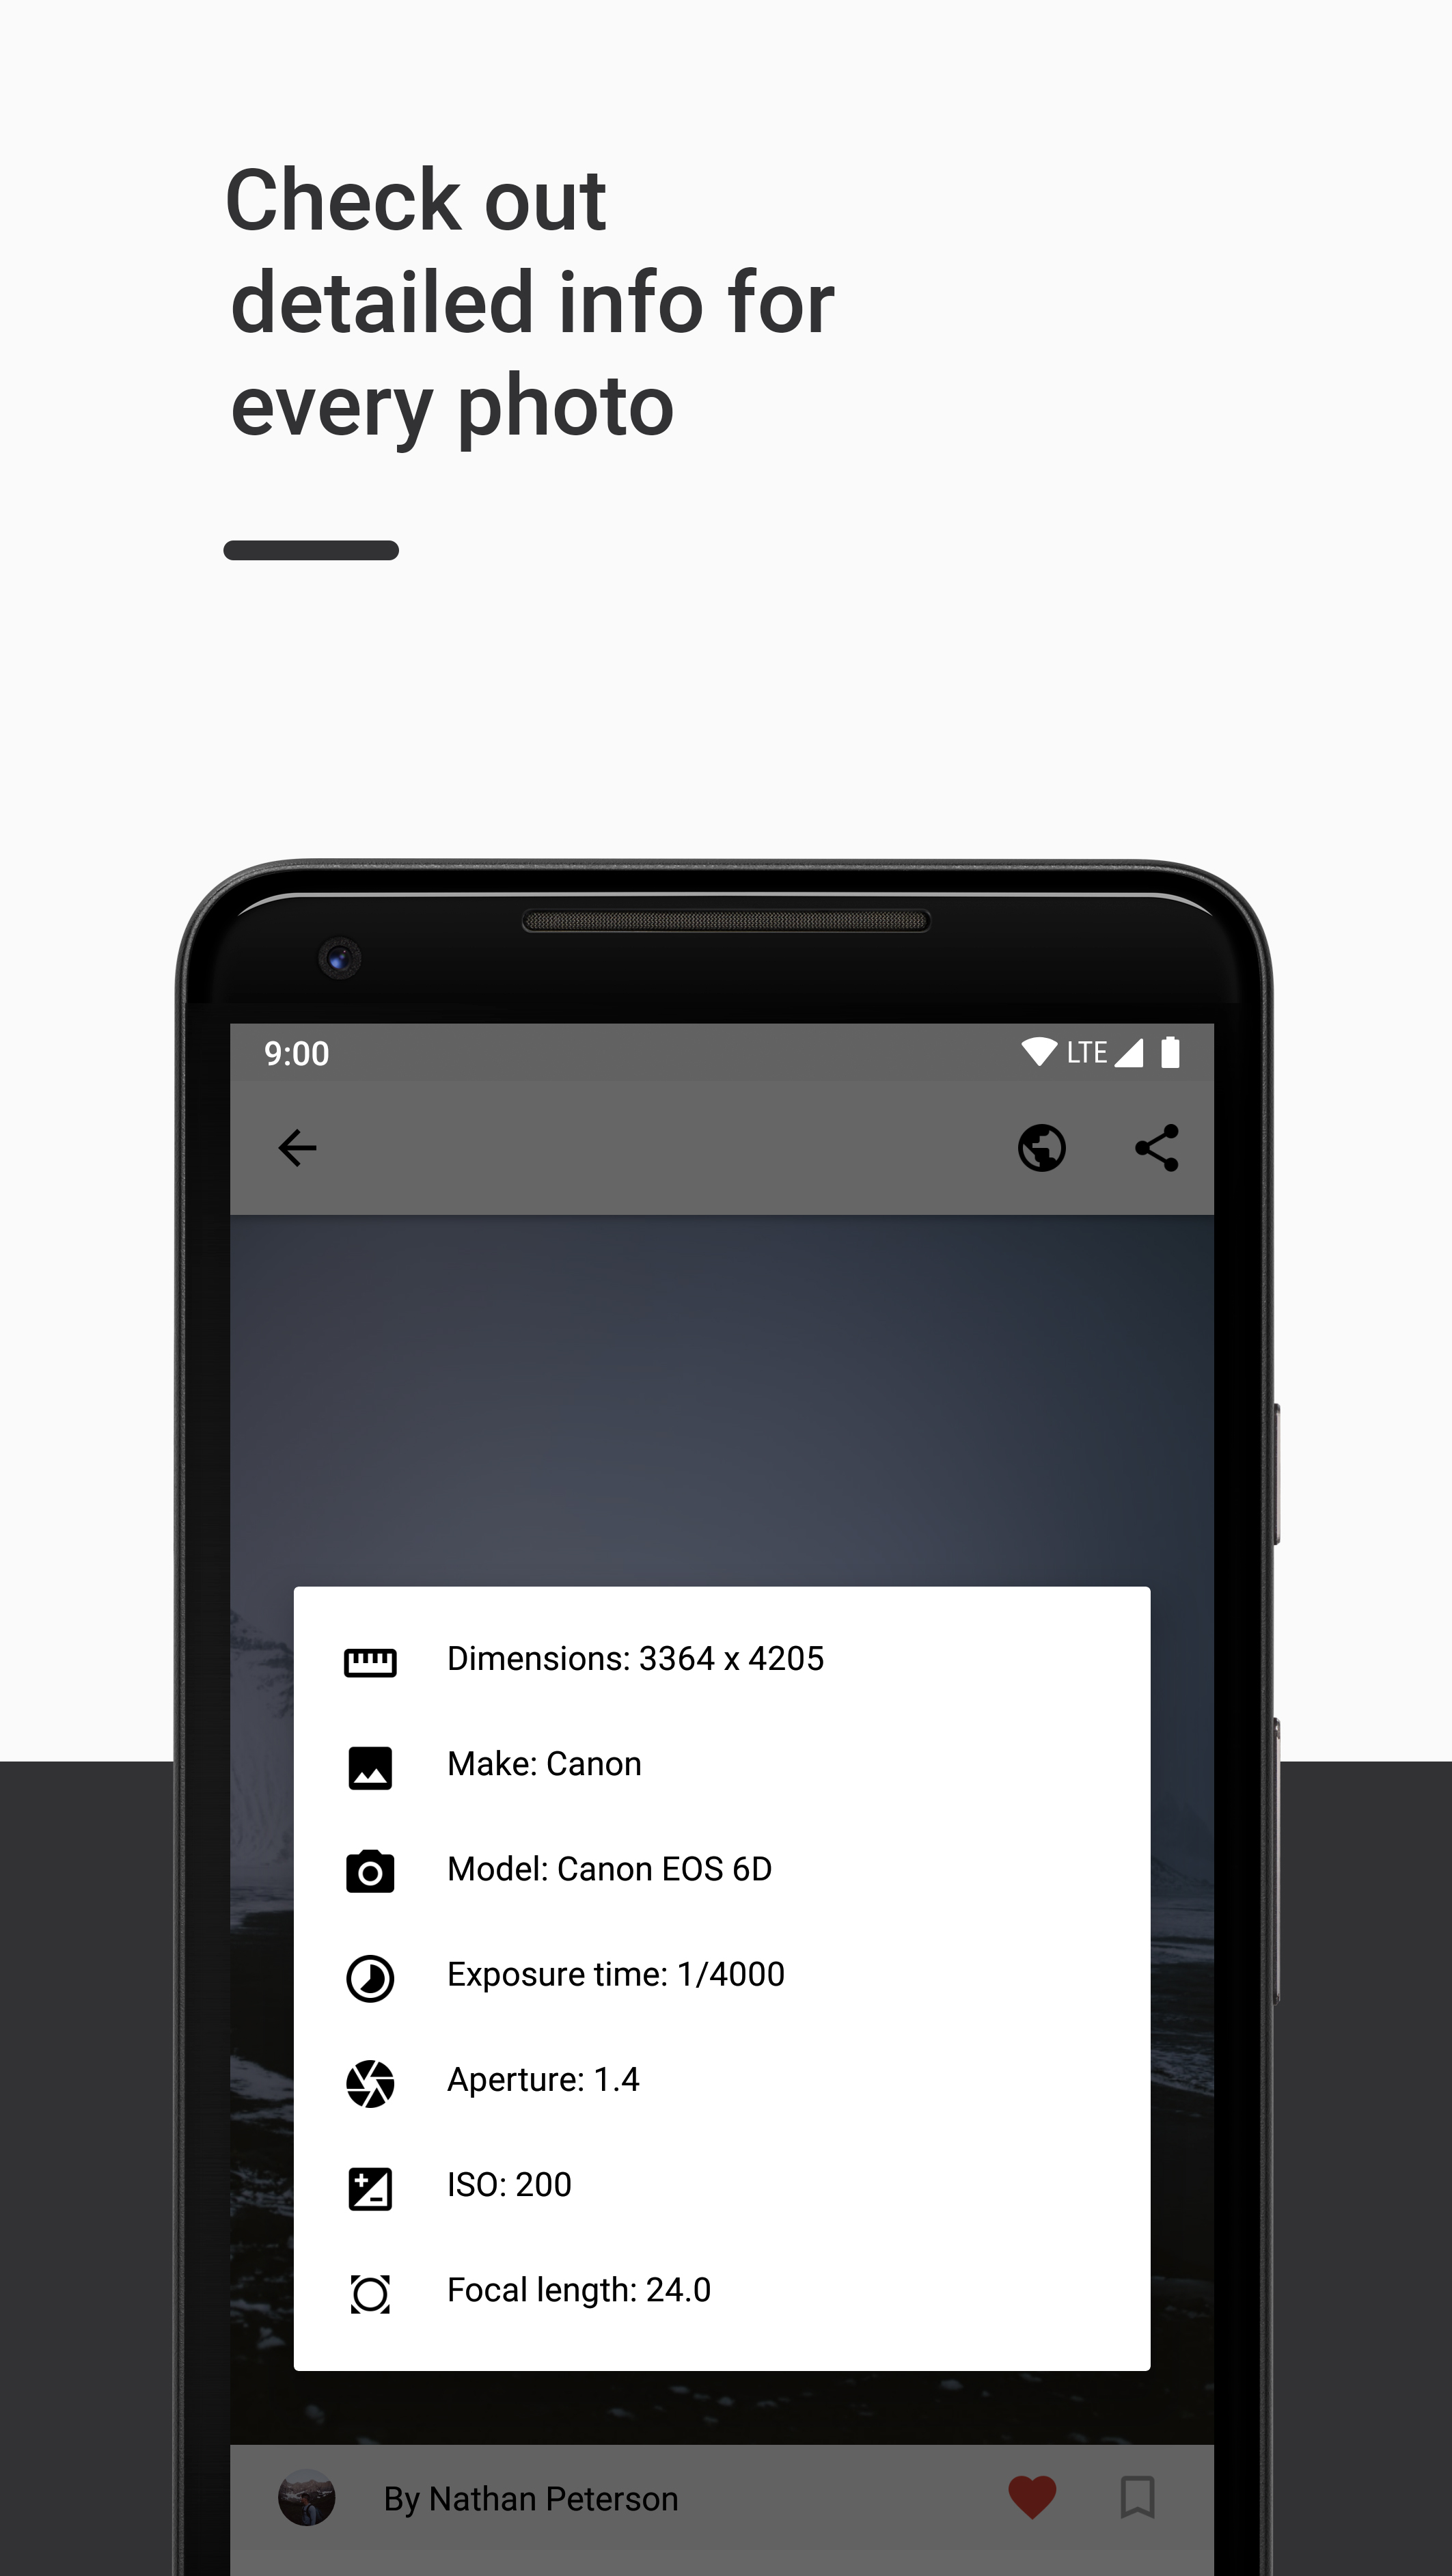 Check out
detailed info for
every photo
9:00
LTE
Dimensions: 3364 x 4205
Make: Canon
Model: Canon EOS 6D
Exposure time: 1/4000
Aperture: 1.4
ISO: 200
Focal length: 24.0
By Nathan Peterson